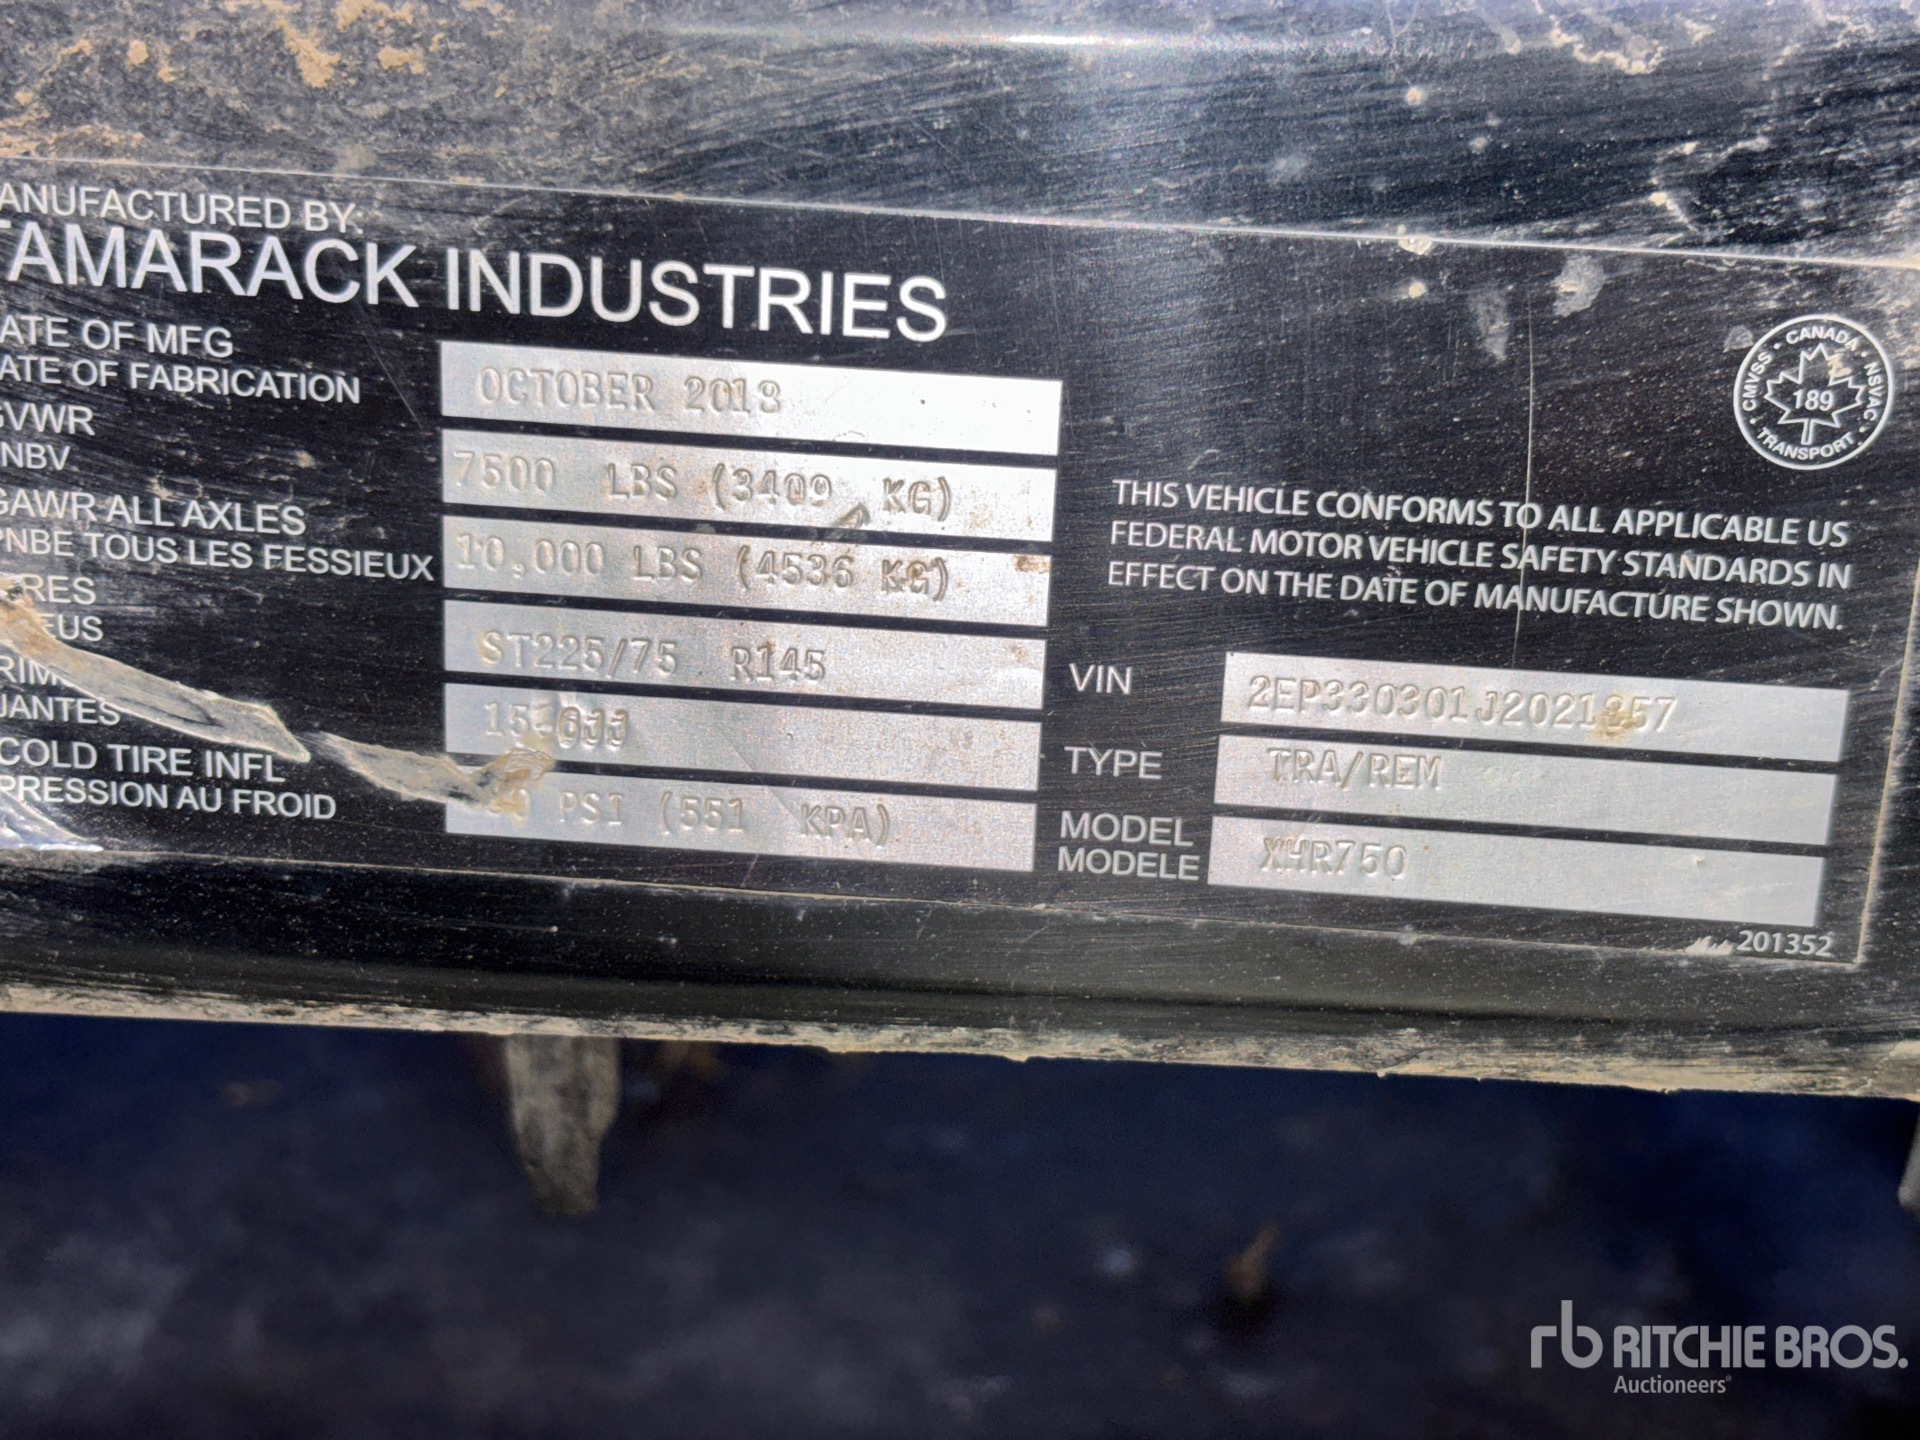 ANUFACTURED BY:
TAMARACK INDUSTRIES
ATE OF MFG
ATE OF FABRICATION
OCTOBER 2018
GVWR
NBV
7500 LBS (3409 KG)
GAWR ALL AXLES
PNBE TOUS LES FESSIEUX
10,000 LBS (4536 KG)
RES
EUS
ST225/75 R145
RIM
JANTES
15-6JJ
COLD TIRE INFL
PRESSION AU FROID
PSI (551 KPA)
CMVSS • CANADA • NSVAC • TRANSPORT
189
THIS VEHICLE CONFORMS TO ALL APPLICABLE US
FEDERAL MOTOR VEHICLE SAFETY STANDARDS IN
EFFECT ON THE DATE OF MANUFACTURE SHOWN.
VIN
TYPE
TRA/REM
MODEL
MODELE
XHR750
201352
rb RITCHIE BROS.
Auctioneers®